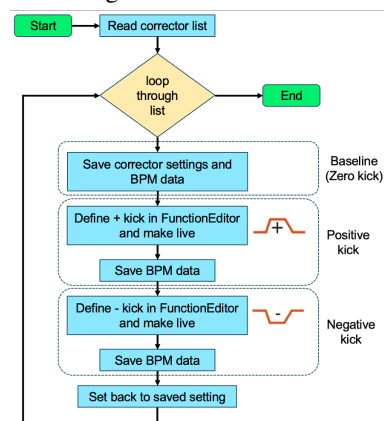 Start
Read corrector list
loop
through
list
End
Save corrector settings and
BPM data
Baseline
(Zero kick)
Define + kick in FunctionEditor
and make live
+
Positive
kick
Save BPM data
Define - kick in FunctionEditor
and make live
-
Negative
kick
Save BPM data
Set back to saved setting